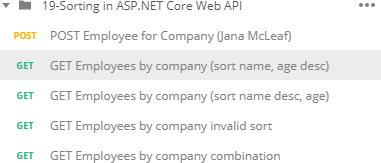 19-Sorting in ASP.NET Core Web API
POST POST Employee for Company (Jana McLeaf)
GET GET Employees by company (sort name, age desc)
GET GET Employees by company (sort name desc, age)
GET GET Employees by company invalid sort
GET GET Employees by company combination